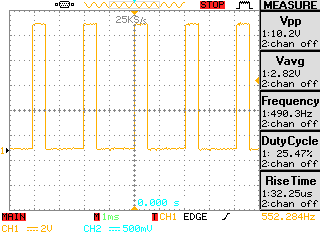 STOP
MEASURE
25KS/s
Vpp
1:10.2V
2:chan off
Vavg
1:2.82V
2:chan off
Frequency
1:490.3Hz
2:chan off
DutyCycle
1: 25.47%
2:chan off
RiseTime
1:32.25us
2:chan off
1
0.000 s
MAIN M 1ms T CH1 EDGE 552.284Hz
CH1 2V CH2 500mV